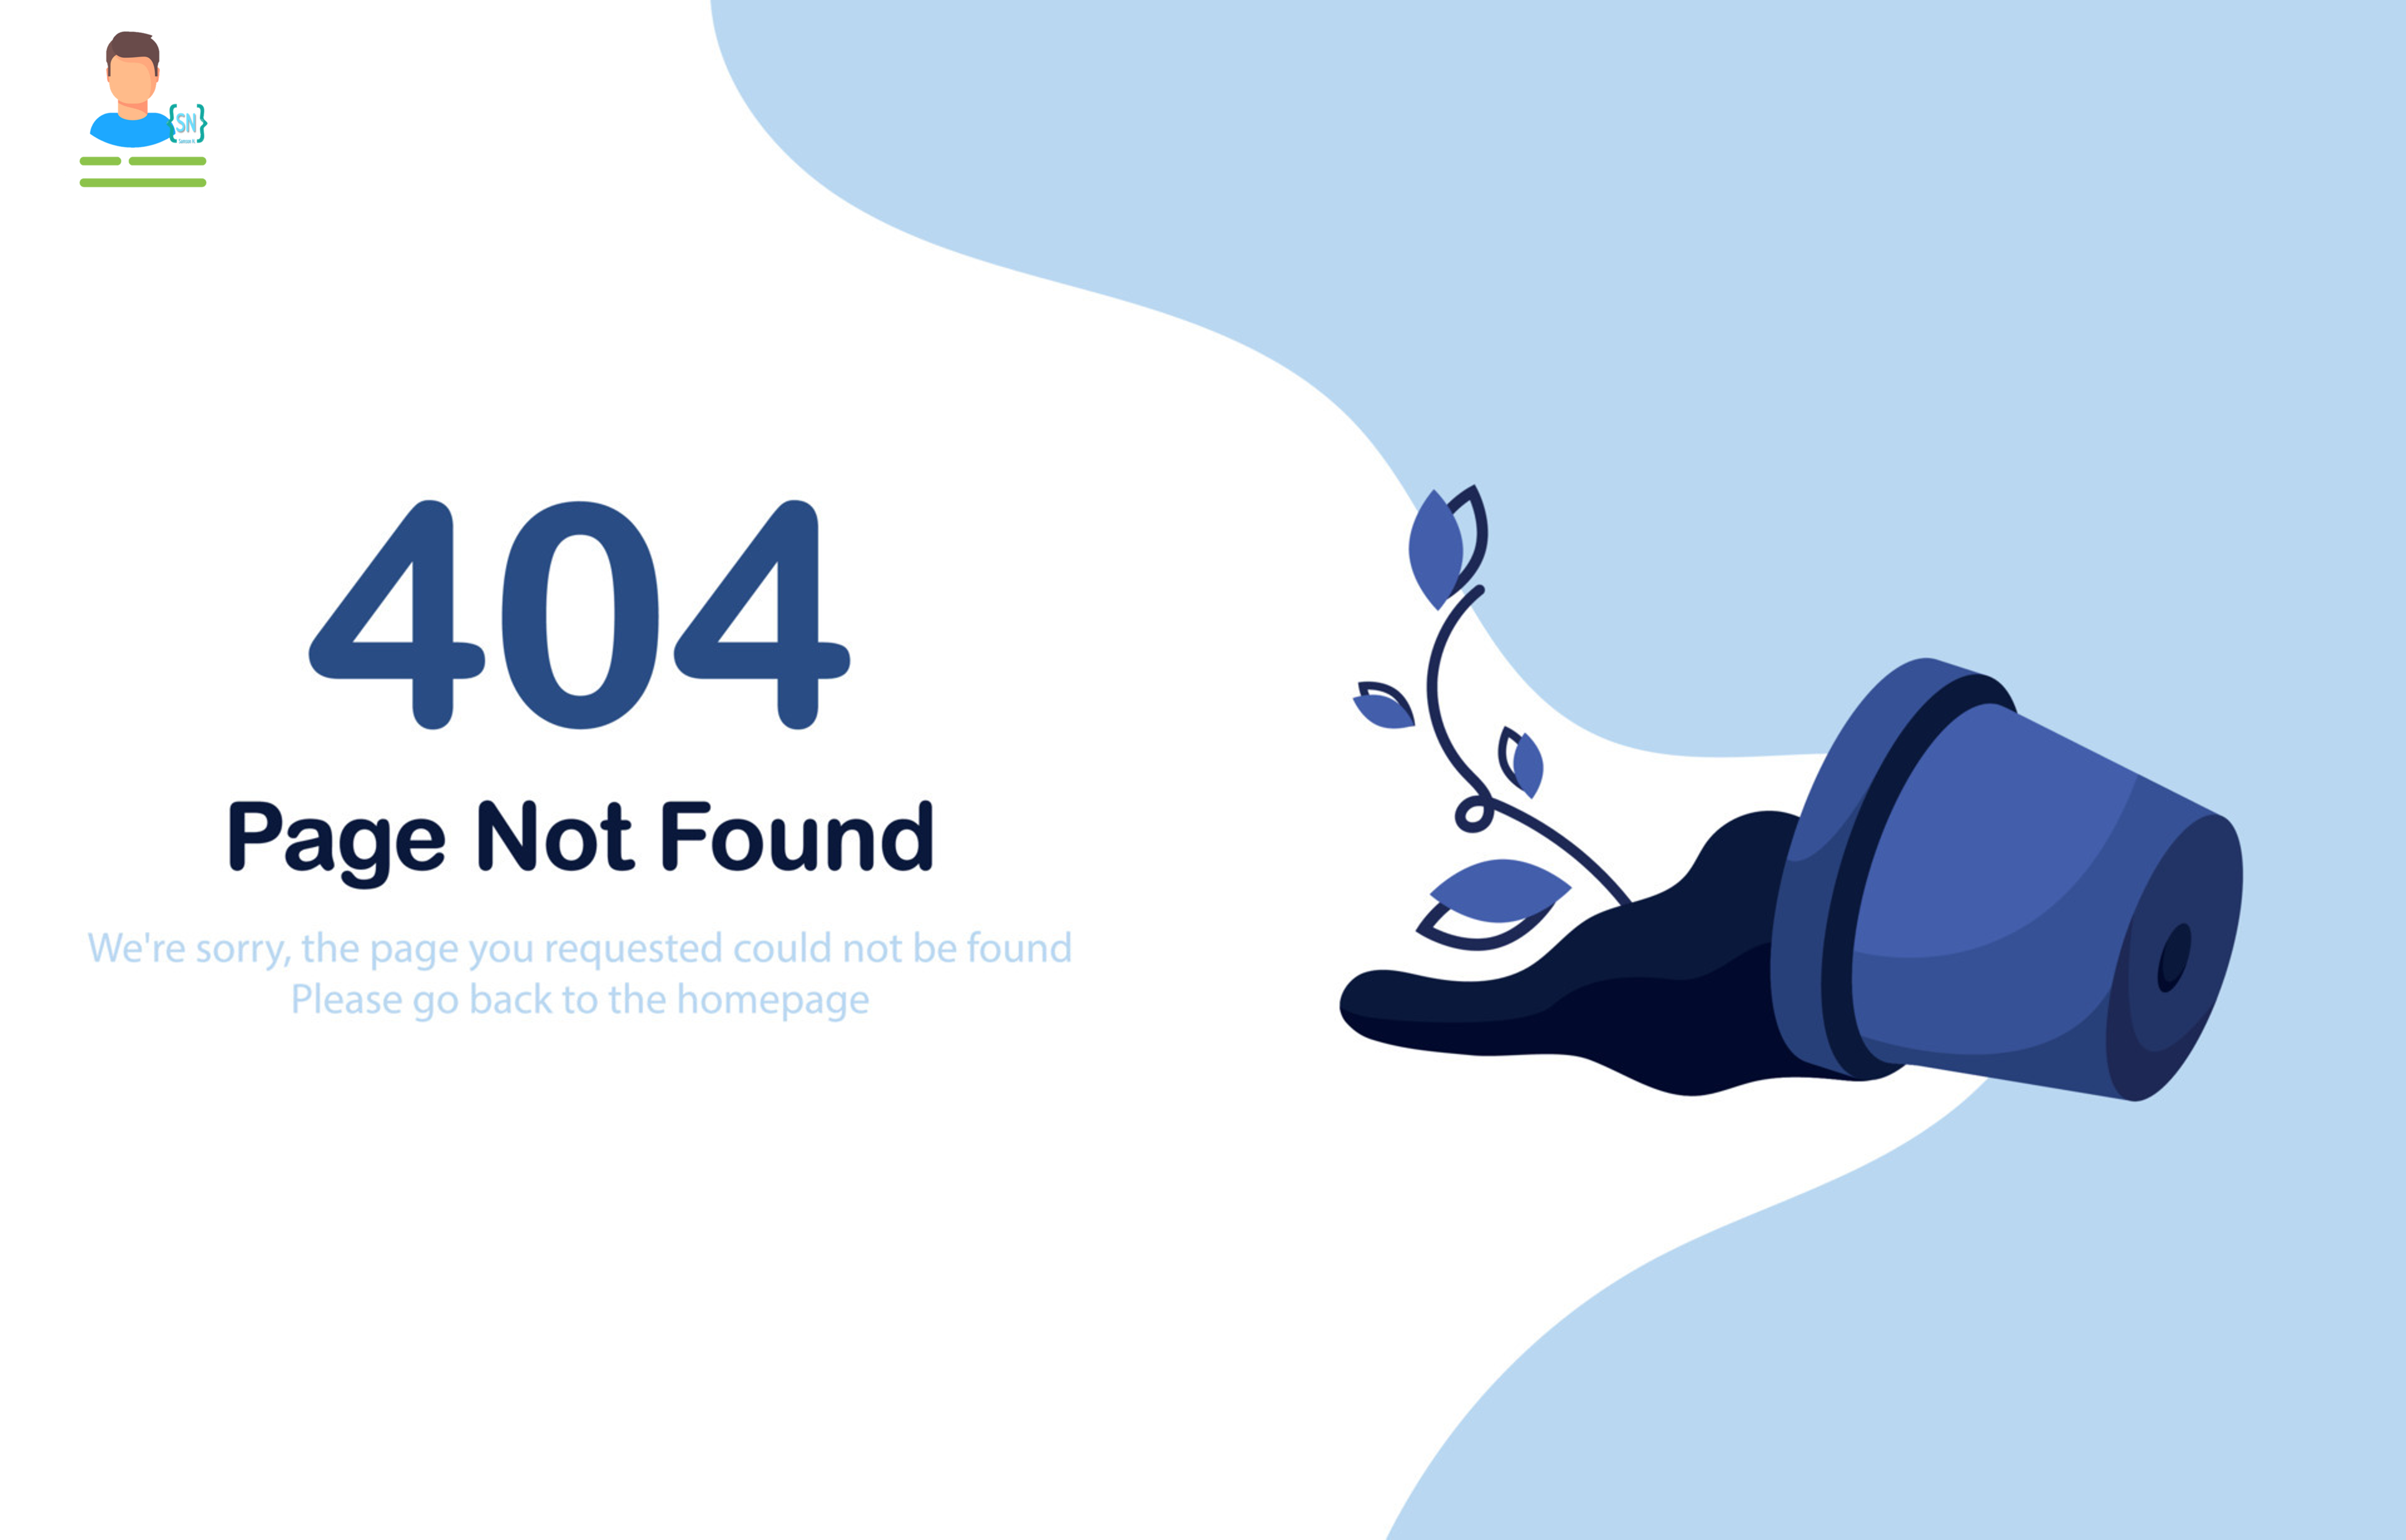 {SN}
404
Page Not Found
We're sorry, the page you requested could not be found
Please go back to the homepage